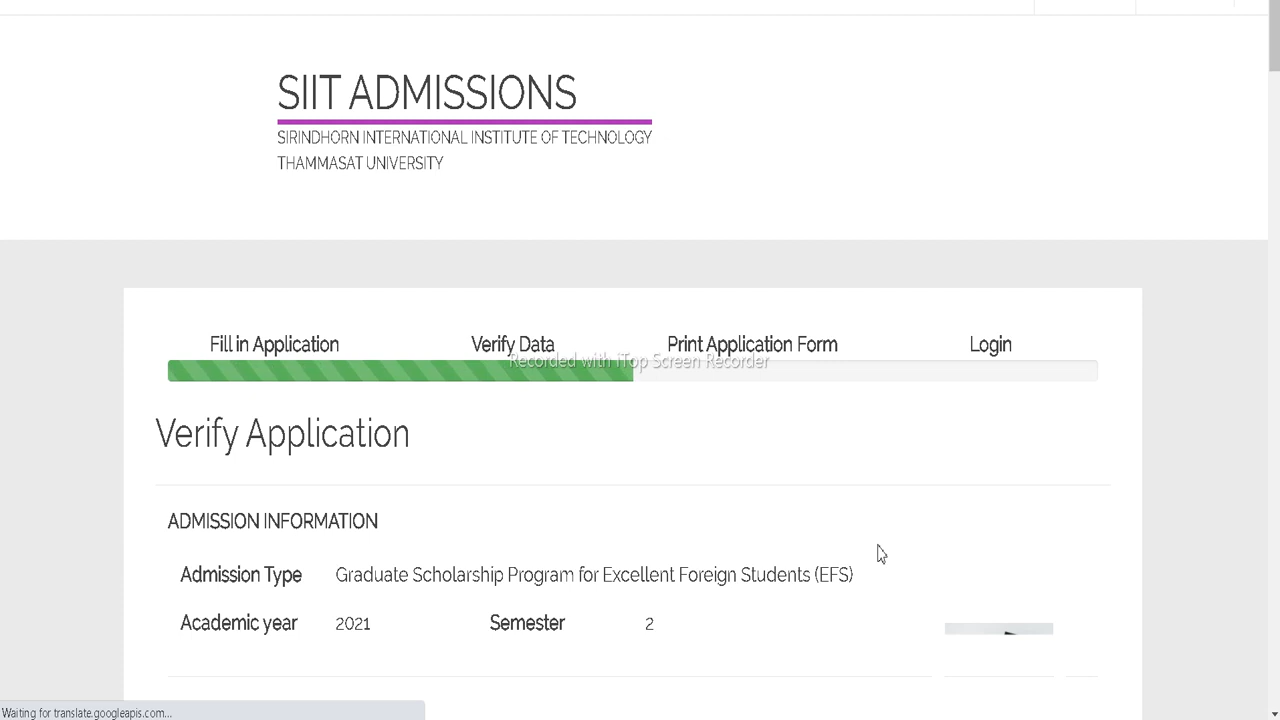 SIIT ADMISSIONS
SIRINDHORN INTERNATIONAL INSTITUTE OF TECHNOLOGY
THAMMASAT UNIVERSITY
Fill in Application Verify Data Print Application Form Login
Recorded with iTop Screen Recorder
Verify Application
ADMISSION INFORMATION
Admission Type Graduate Scholarship Program for Excellent Foreign Students (EFS)
Academic year 2021 Semester 2
Waiting for translate.googleapis.com...